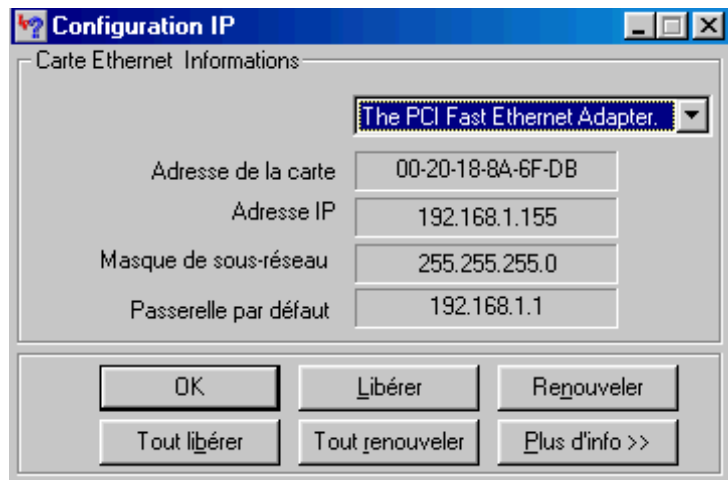 Configuration IP
Carte Ethernet Informations
The PCI Fast Ethernet Adapter.
Adresse de la carte 00-20-18-8A-6F-DB
Adresse IP 192.168.1.155
Masque de sous-réseau 255.255.255.0
Passerelle par défaut 192.168.1.1
OK Libérer Renouveler
Tout libérer Tout renouveler Plus d'info >>